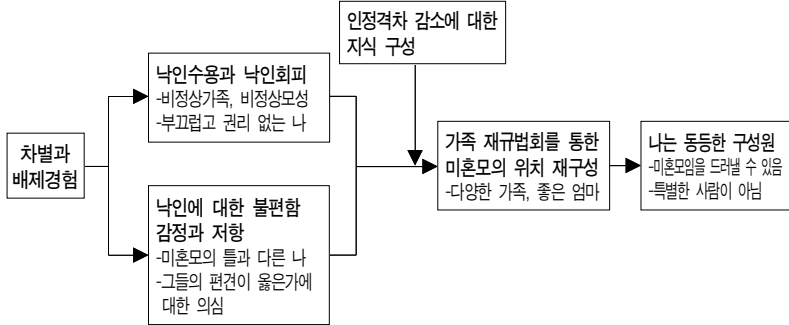 인정격차 감소에 대한
지식 구성
낙인수용과 낙인회피
-비정상가족, 비정상모성
-부끄럽고 권리 없는 나
차별과
배제경험
가족 재규범회를 통한
미혼모의 위치 재구성
-다양한 가족, 좋은 엄마
나는 동등한 구성원
-미혼모임을 드러낼 수 있음
-특별한 사람이 아님
낙인에 대한 불편함
감정과 저항
-미혼모의 틀과 다른 나
-그들의 편견이 옳은가에
대한 의심